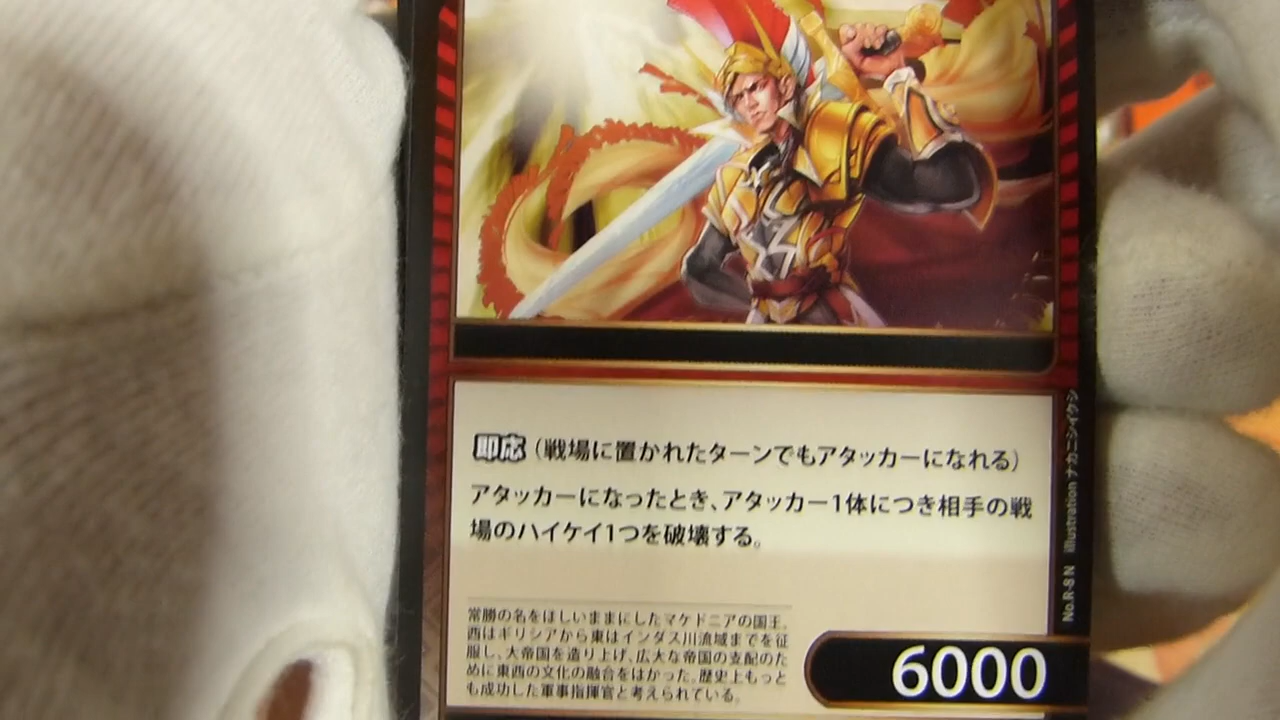 即応（戦場に置かれたターンでもアタッカーになれる）
アタッカーになったとき、アタッカー1体につき相手の戦
場のハイケイ1つを破壊する。
常勝の名をほしいままにしたマケドニアの国王。
西はギリシアから東はインダス川流域までを征
服し、大帝国を造り上げ、広大な帝国の支配のた
めに東西の文化の融合をはかった。歴史上もっと
も成功した軍事指揮官と考えられている。
6000
No.R-8 N illustration ナカニシイケシ